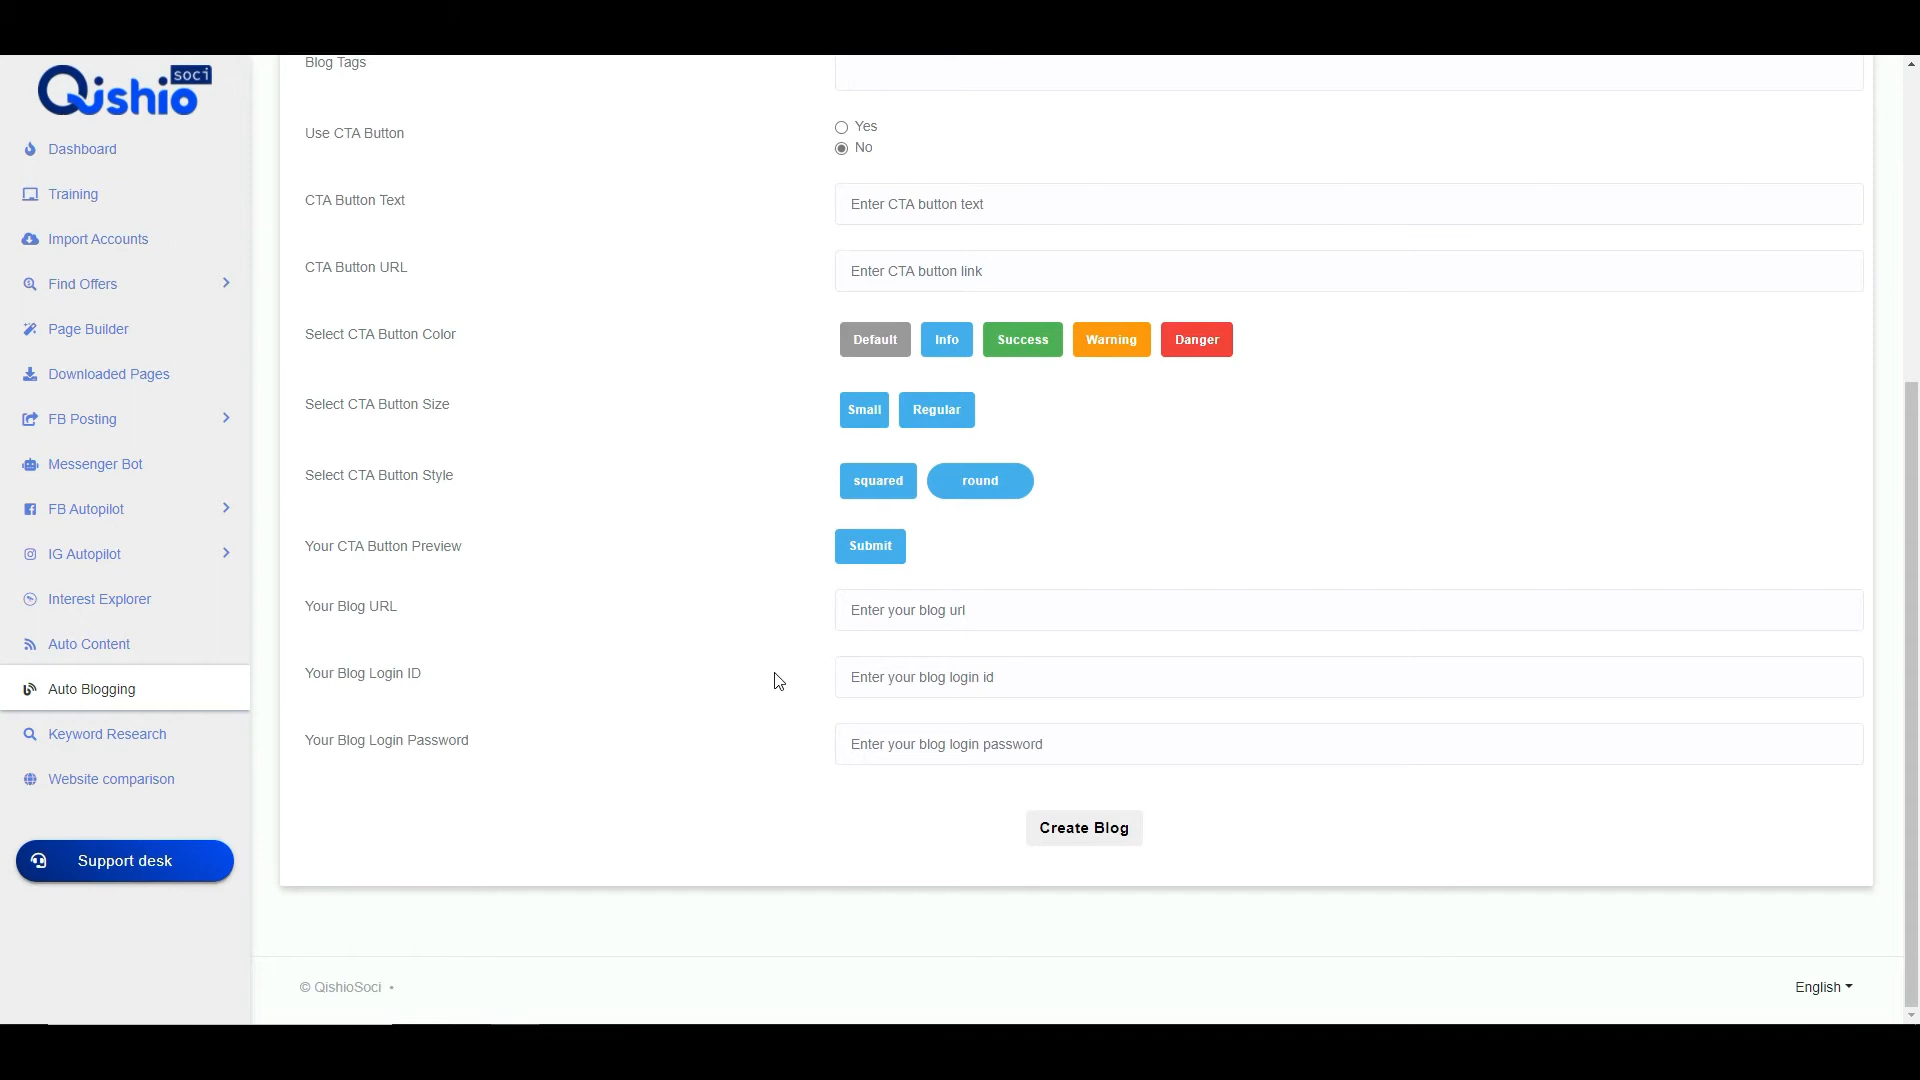 Qishio soci
Dashboard
Training
Import Accounts
Find Offers
Page Builder
Downloaded Pages
FB Posting
Messenger Bot
FB Autopilot
IG Autopilot
Interest Explorer
Auto Content
Auto Blogging
Keyword Research
Website comparison
Support desk
Blog Tags
Use CTA Button
Yes
No
CTA Button Text
Enter CTA button text
CTA Button URL
Enter CTA button link
Select CTA Button Color
Default Info Success Warning Danger
Select CTA Button Size
Small Regular
Select CTA Button Style
squared round
Your CTA Button Preview
Submit
Your Blog URL
Enter your blog url
Your Blog Login ID
Enter your blog login id
Your Blog Login Password
Enter your blog login password
Create Blog
© QishioSoci •
English